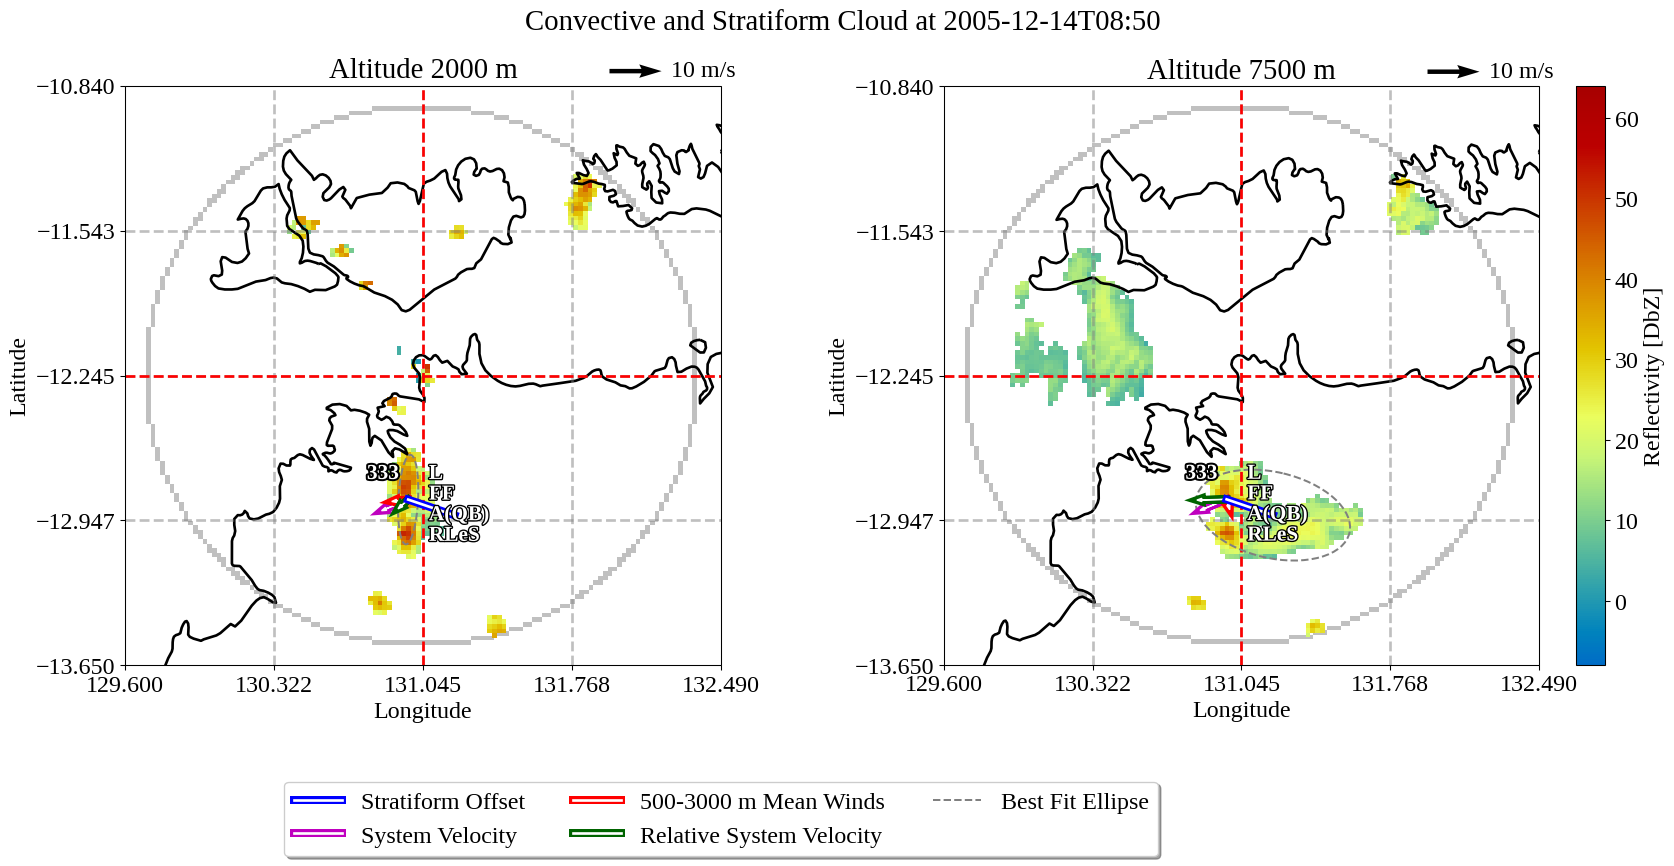 Convective and Stratiform Cloud at 2005-12-14T08:50
Altitude 2000 m
10 m/s
−10.840
−11.543
−12.245
−12.947
−13.650
Latitude
129.600
130.322
131.045
131.768
132.490
Longitude
333
L
FF
A(QB)
RLeS
Altitude 7500 m
10 m/s
−10.840
−11.543
−12.245
−12.947
−13.650
Latitude
129.600
130.322
131.045
131.768
132.490
Longitude
333
L
FF
A(QB)
RLeS
60
50
40
30
20
10
0
Reflectivity [DbZ]
Stratiform Offset
500-3000 m Mean Winds
Best Fit Ellipse
System Velocity
Relative System Velocity